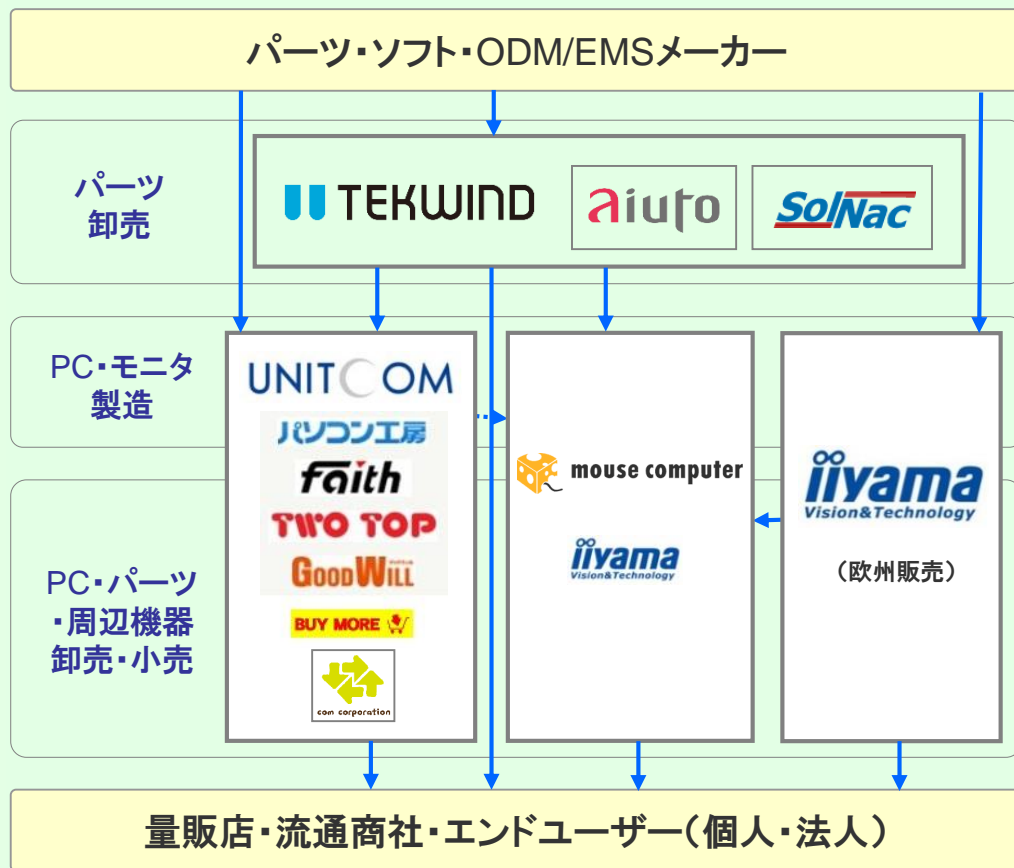 パーツ・ソフト・ODM/EMSメーカー
パーツ
卸売
TEKWIND
aiuto
SolNac
PC・モニタ
製造
UNITCOM
パソコン工房
Faith
TWO TOP
GOODWILL
BUY MORE
com corporation
mouse computer
iiyama
Vision&Technology
iiyama
Vision&Technology
（欧州販売）
PC・パーツ
・周辺機器
卸売・小売
量販店・流通商社・エンドユーザー（個人・法人）